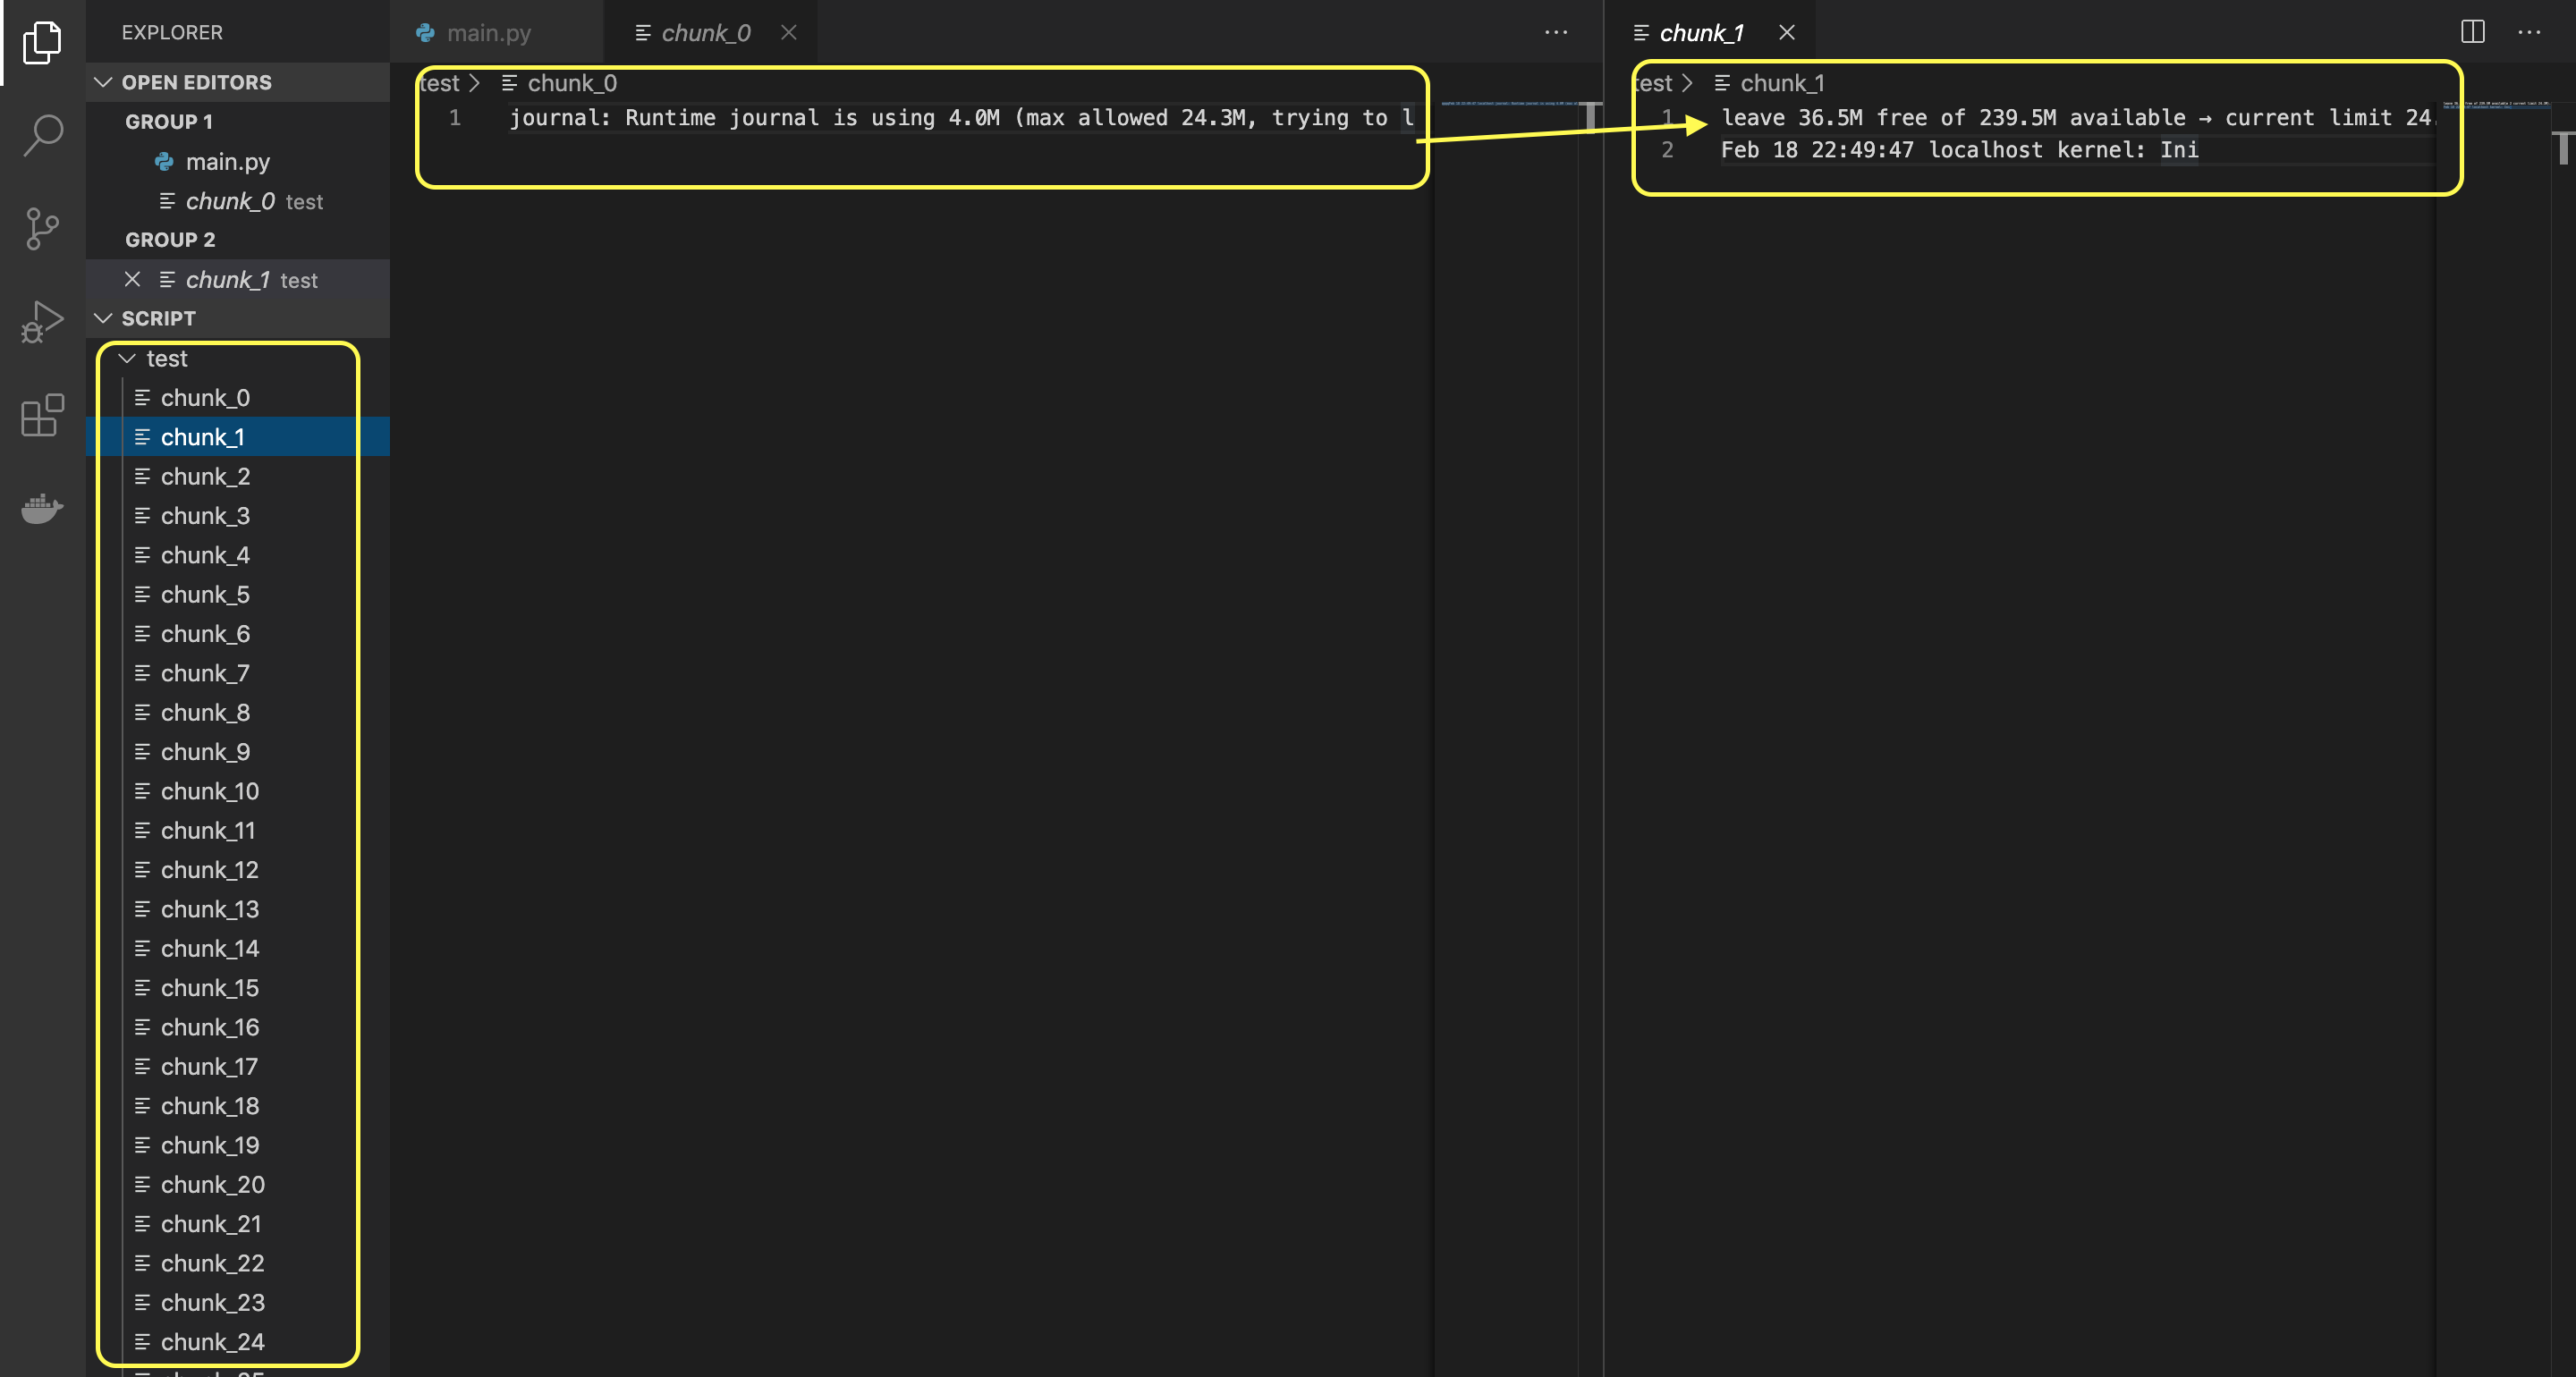 EXPLORER
OPEN EDITORS
GROUP 1
main.py
chunk_0 test
GROUP 2
chunk_1 test
SCRIPT
test
chunk_0
chunk_1
chunk_2
chunk_3
chunk_4
chunk_5
chunk_6
chunk_7
chunk_8
chunk_9
chunk_10
chunk_11
chunk_12
chunk_13
chunk_14
chunk_15
chunk_16
chunk_17
chunk_18
chunk_19
chunk_20
chunk_21
chunk_22
chunk_23
chunk_24
main.py
chunk_0
test > chunk_0
1 journal: Runtime journal is using 4.0M (max allowed 24.3M, trying to l
chunk_1
test > chunk_1
1 leave 36.5M free of 239.5M available → current limit 24.
2 Feb 18 22:49:47 localhost kernel: Ini